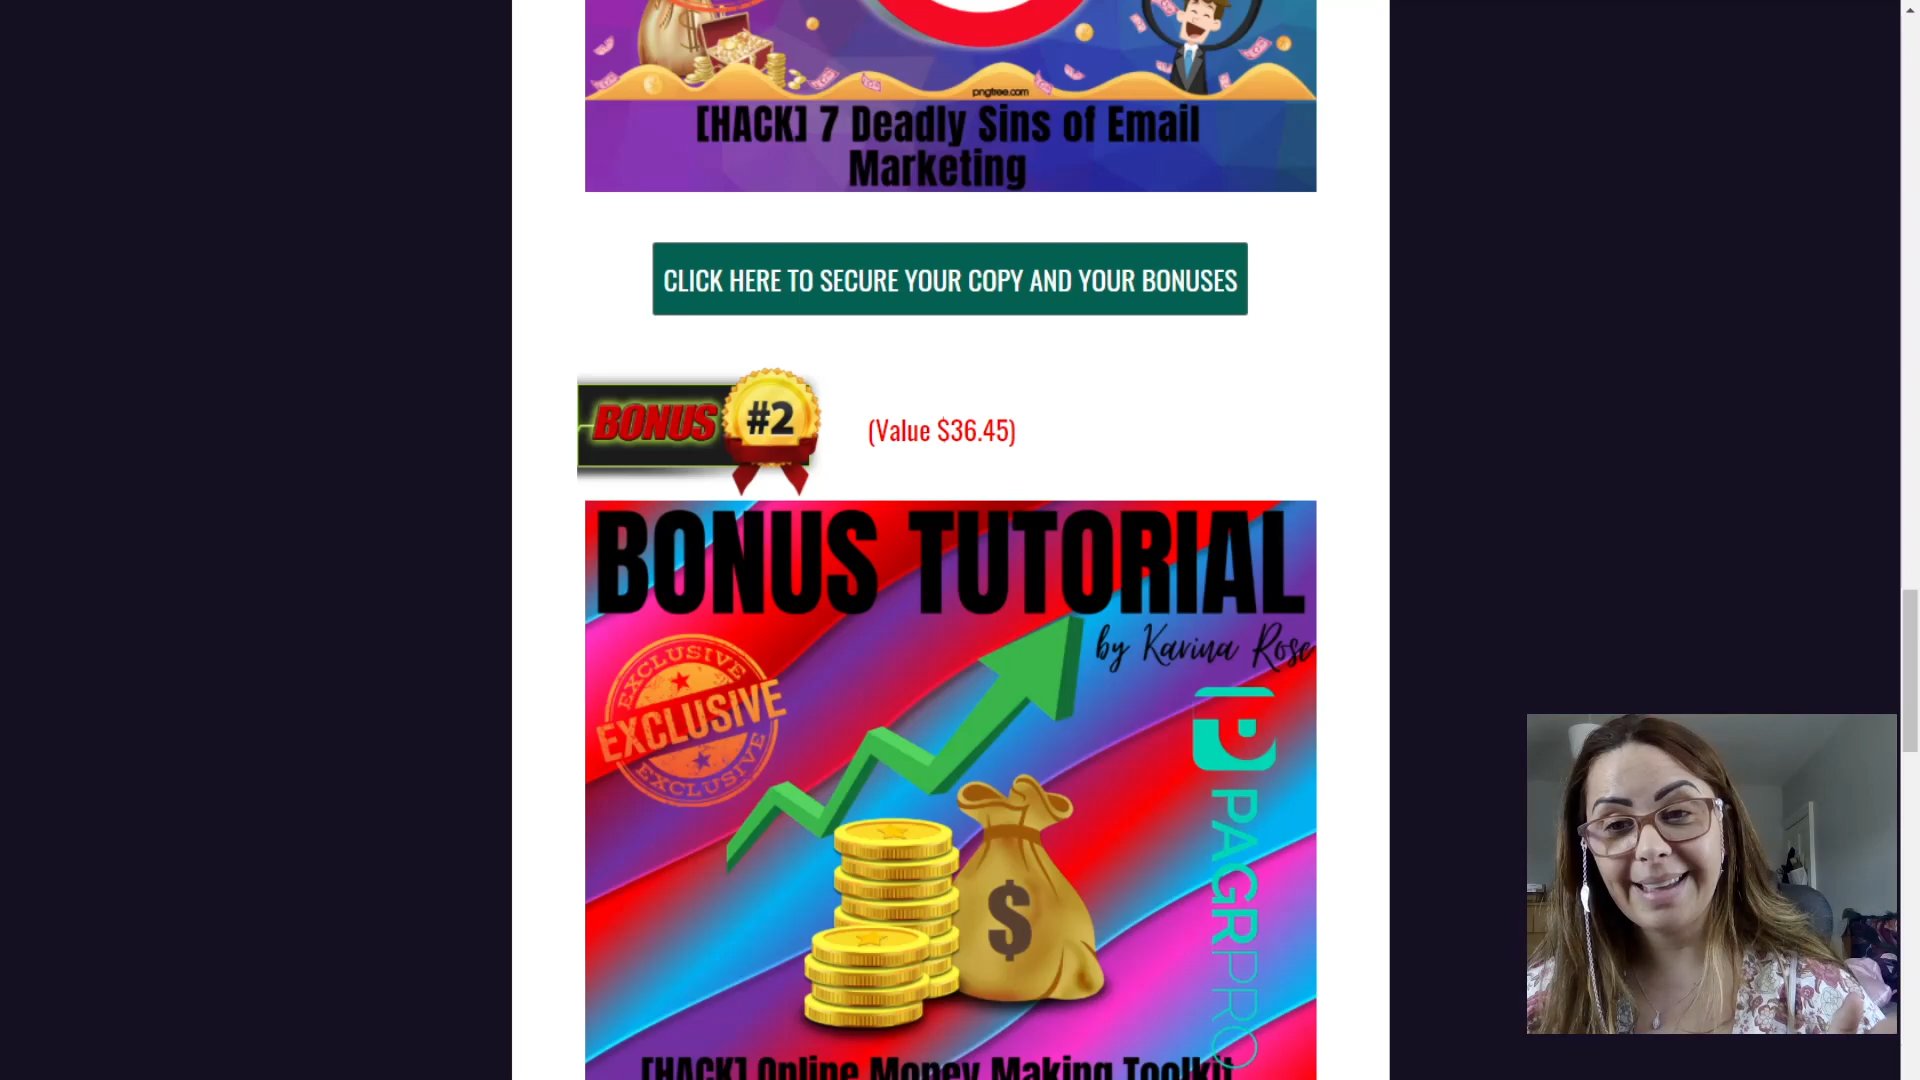 pngtree.com
[HACK] 7 Deadly Sins of Email
Marketing
CLICK HERE TO SECURE YOUR COPY AND YOUR BONUSES
BONUS #2 (Value $36.45)
BONUS TUTORIAL
by Karina Rose
EXCLUSIVE
EXCLUSIVE
EXCLUSIVE
$
PAGRPRO
[HACK] Online Money Making Toolkit